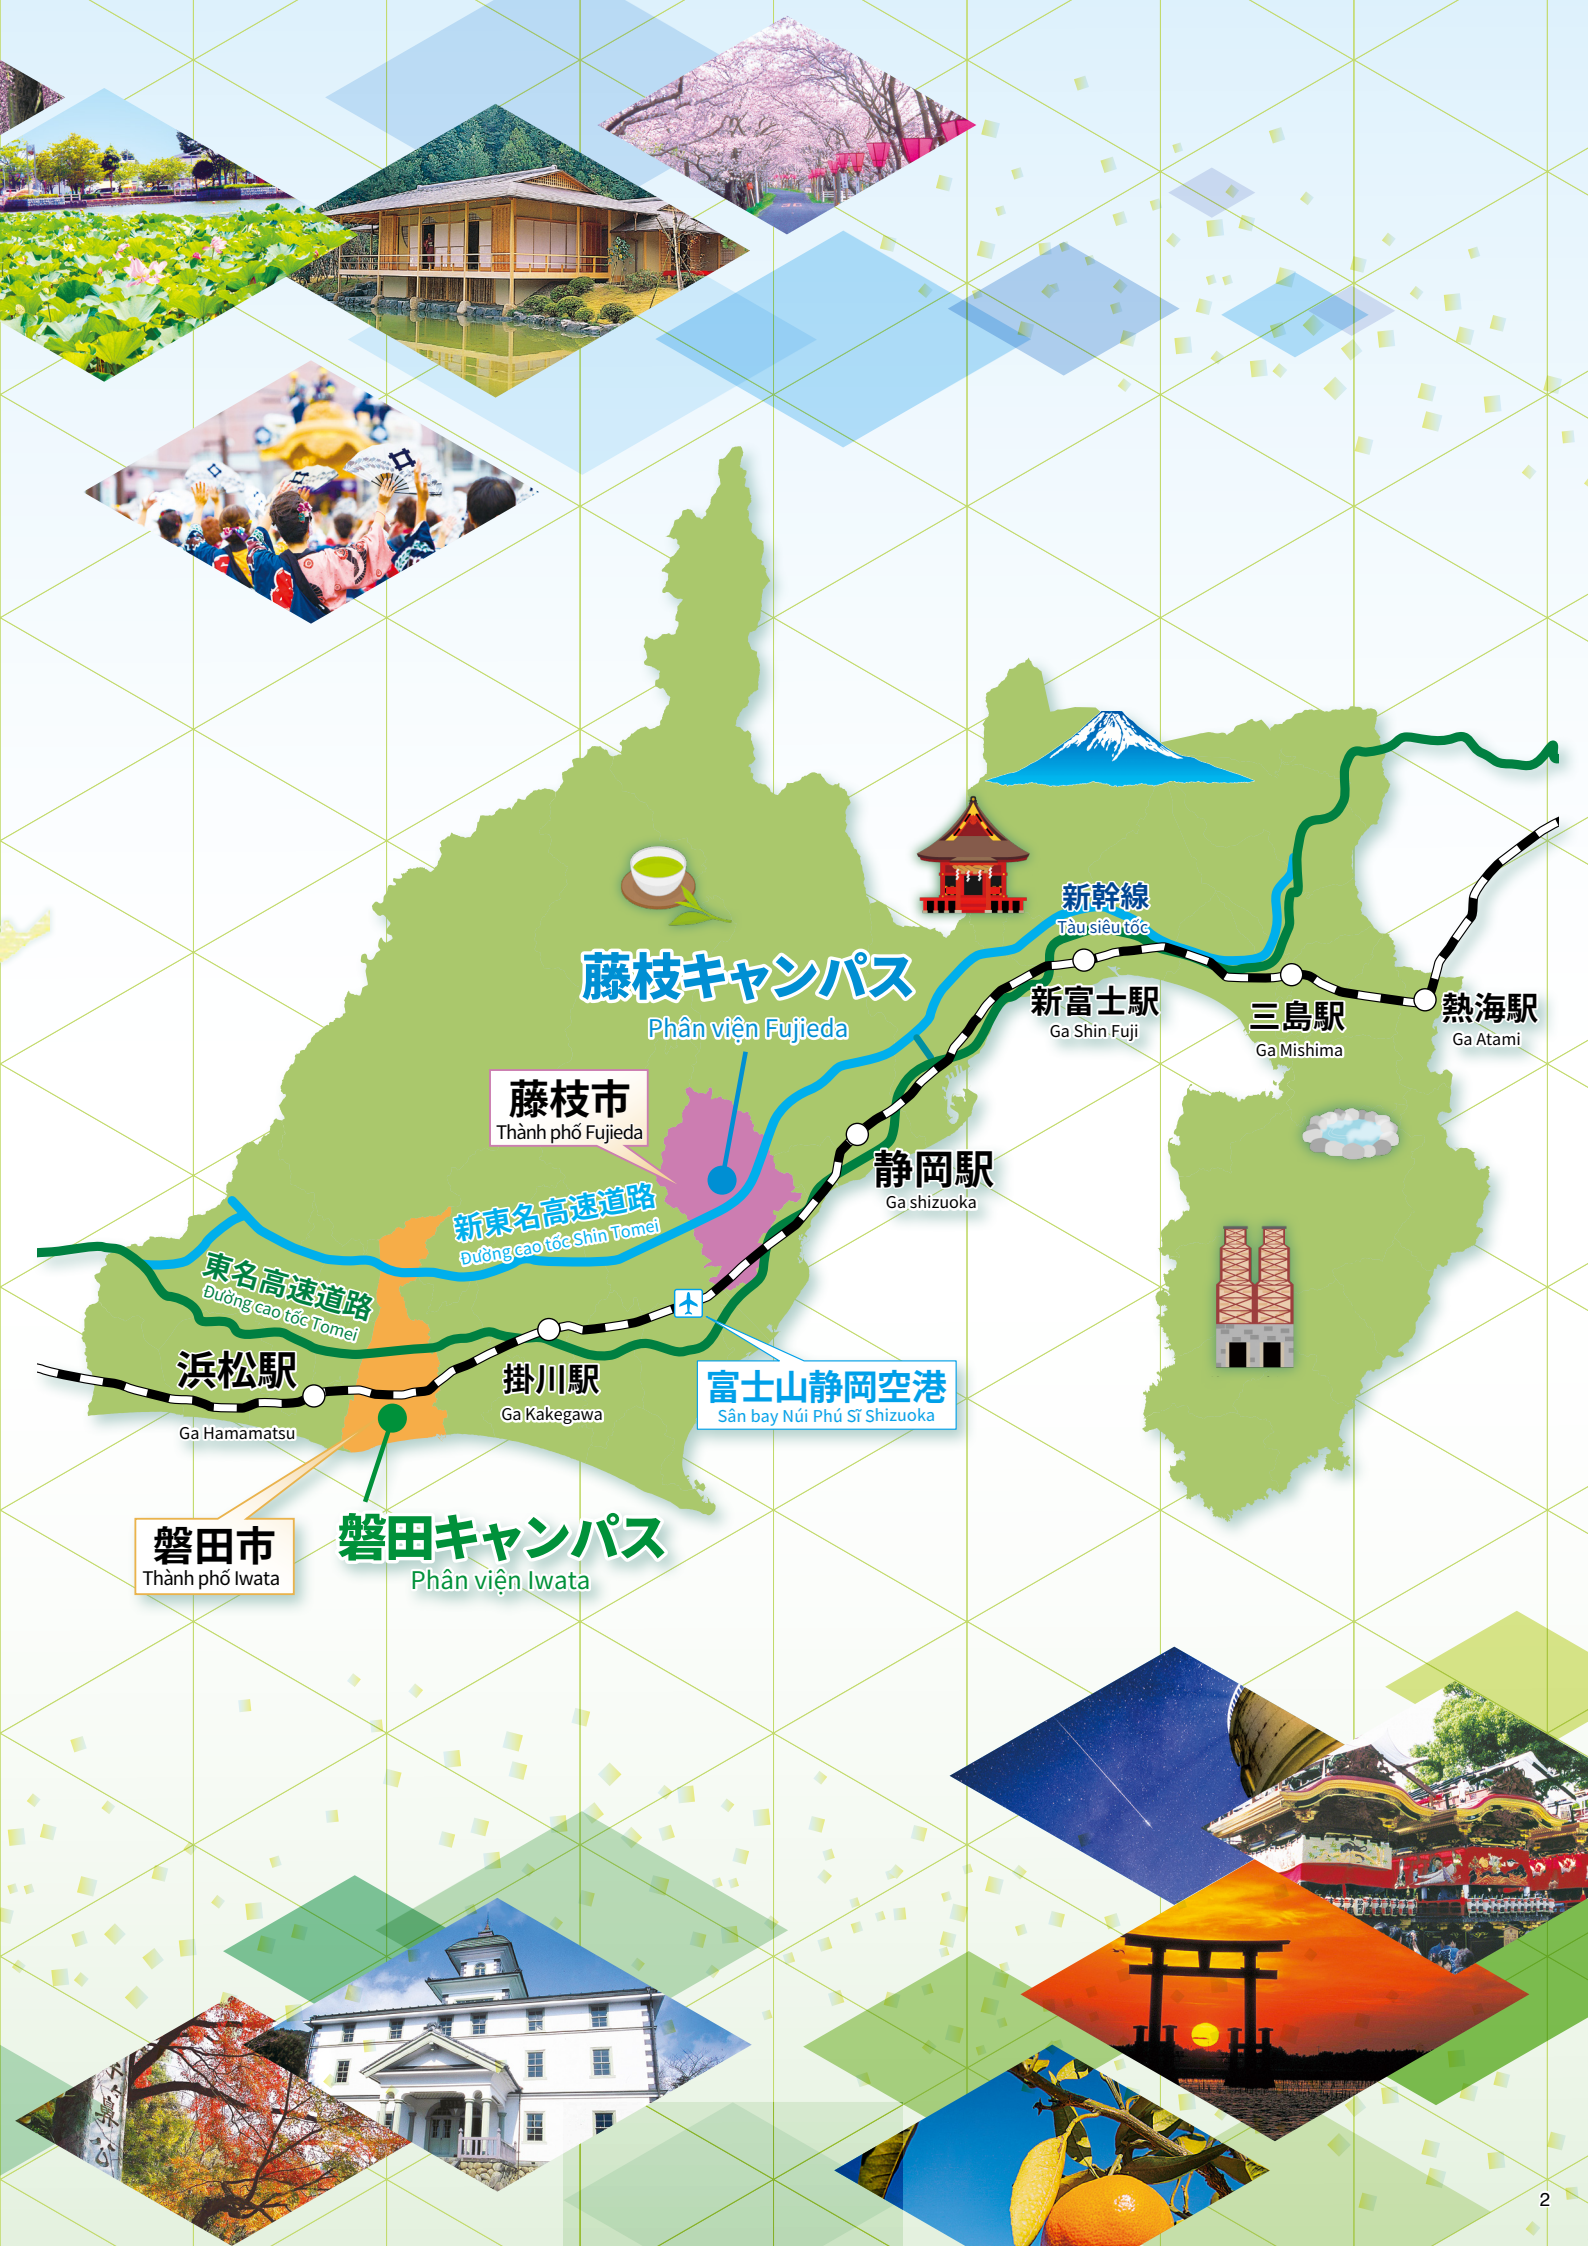 新幹線
Tàu siêu tốc
藤枝キャンパス
Phân viện Fujieda
新富士駅
Ga Shin Fuji
三島駅
Ga Mishima
熱海駅
Ga Atami
藤枝市
Thành phố Fujieda
静岡駅
Ga shizuoka
新東名高速道路
Đường cao tốc Shin Tomei
東名高速道路
Đường cao tốc Tomei
浜松駅
Ga Hamamatsu
掛川駅
Ga Kakegawa
富士山静岡空港
Sân bay Núi Phú Sĩ Shizuoka
磐田市
Thành phố Iwata
磐田キャンパス
Phân viện Iwata
2